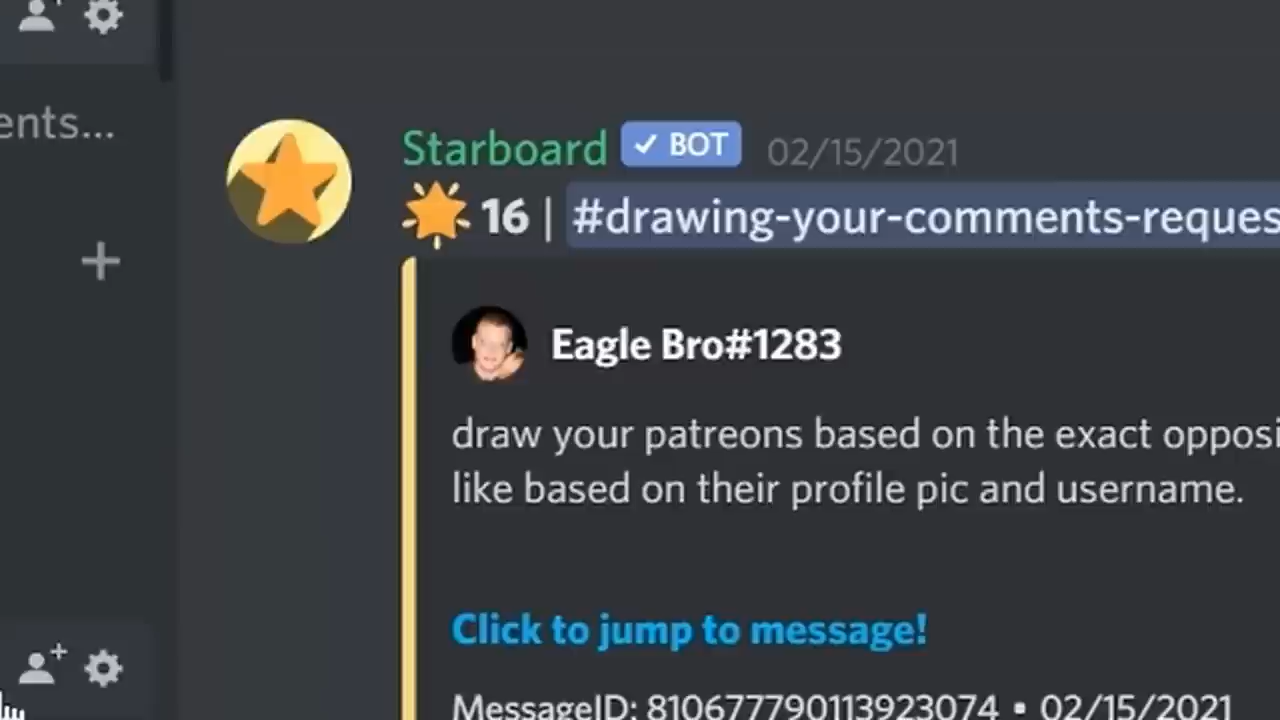 ents...
Starboard ✓ BOT 02/15/2021
16 | #drawing-your-comments-reques
Eagle Bro#1283
draw your patreons based on the exact opposi
like based on their profile pic and username.
Click to jump to message!
MessageID: 810677790113923074 • 02/15/2021